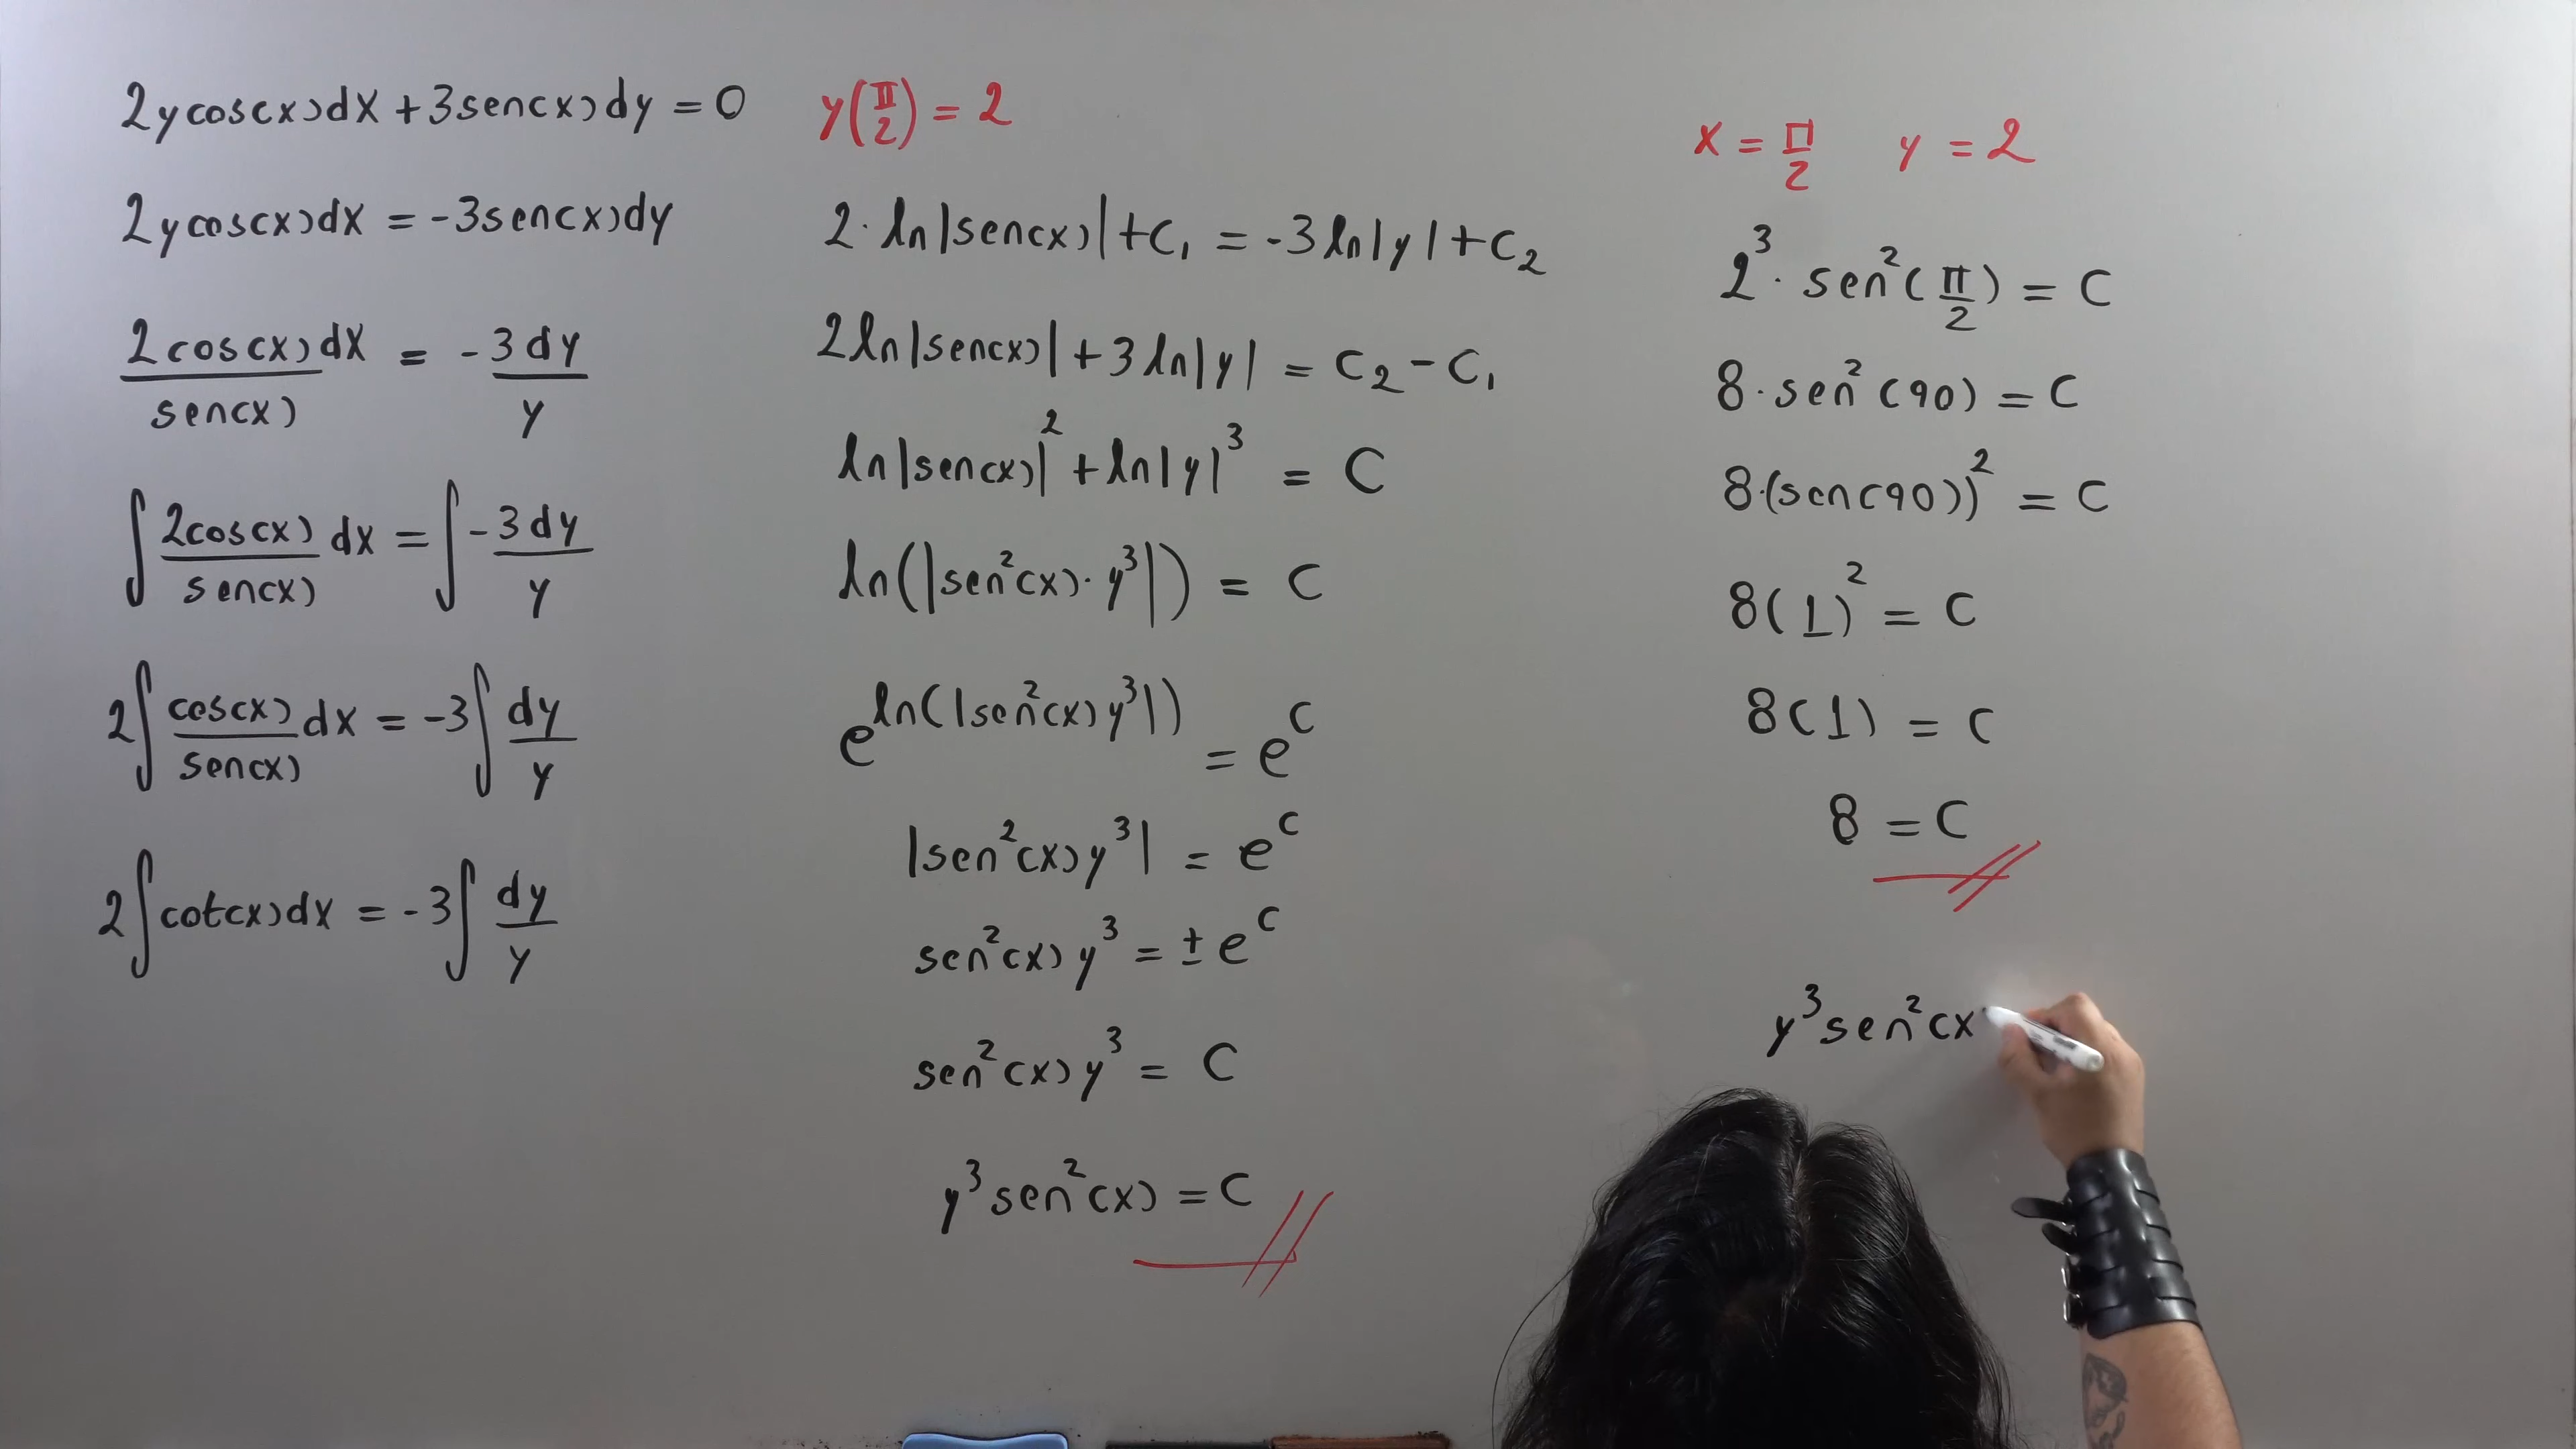 2ycos(x)dx + 3sen(x)dy = 0
2ycos(x)dx = -3sen(x)dy
2cos(x)dx/sen(x) = -3dy/y
∫ 2cos(x)/sen(x) dx = ∫ -3dy/y
2∫ cos(x)/sen(x) dx = -3∫ dy/y
2∫cot(x)dx = -3∫ dy/y
y(π/2) = 2
2·ln|sen(x)|+C₁ = -3ln|y|+C₂
2ln|sen(x)|+3ln|y| = C₂-C₁
ln|sen(x)|²+ln|y|³ = C
ln(|sen²(x)·y³|) = C
e^ln(|sen²(x)y³|) = e^C
|sen²(x)y³| = e^C
sen²(x)y³ = ±e^C
sen²(x)y³ = C
y³sen²(x) = C
x = π/2 y = 2
2³·sen²(π/2) = C
8·sen²(90) = C
8·(sen(90))² = C
8(1)² = C
8(1) = C
8 = C
y³sen²(x